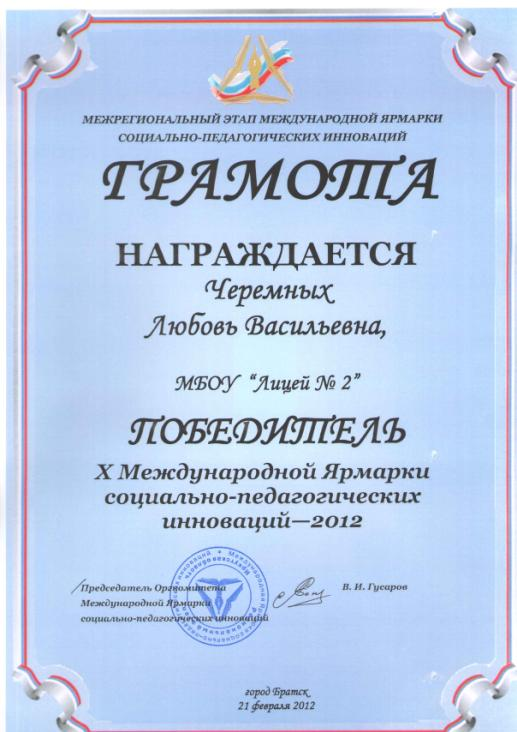 МЕЖРЕГИОНАЛЬНЫЙ ЭТАП МЕЖДУНАРОДНОЙ ЯРМАРКИ
СОЦИАЛЬНО-ПЕДАГОГИЧЕСКИХ ИННОВАЦИЙ
ГРАМОТА
НАГРАЖДАЕТСЯ
Черемных
Любовь Васильевна,
МБОУ "Лицей № 2"
ПОБЕДИТЕЛЬ
X Международной Ярмарки
социально-педагогических
инноваций—2012
Председатель Оргкомитета
Международной Ярмарки
социально-педагогических инноваций
В. И. Гусаров
город Братск
21 февраля 2012